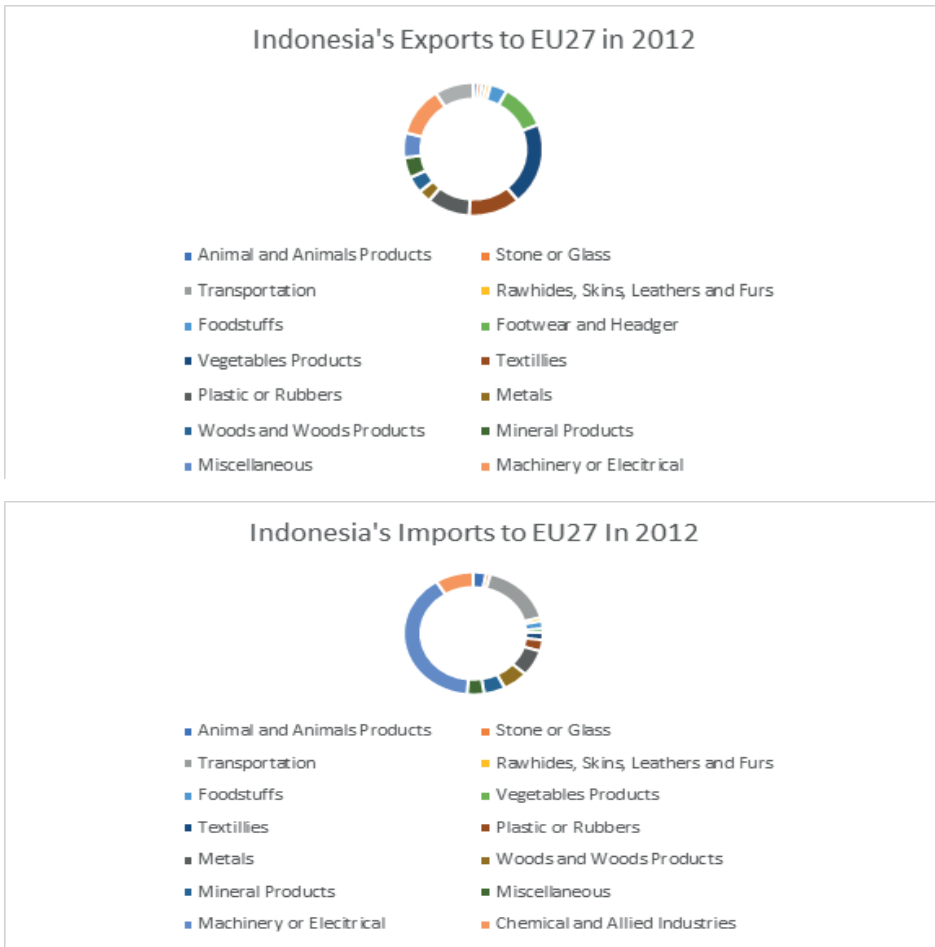 Indonesia's Exports to EU27 in 2012
Animal and Animals Products Stone or Glass
Transportation Rawhides, Skins, Leathers and Furs
Foodstuffs Footwear and Headger
Vegetables Products Textillies
Plastic or Rubbers Metals
Woods and Woods Products Mineral Products
Miscellaneous Machinery or Elecitrical
Indonesia's Imports to EU27 In 2012
Animal and Animals Products Stone or Glass
Transportation Rawhides, Skins, Leathers and Furs
Foodstuffs Vegetables Products
Textillies Plastic or Rubbers
Metals Woods and Woods Products
Mineral Products Miscellaneous
Machinery or Elecitrical Chemical and Allied Industries